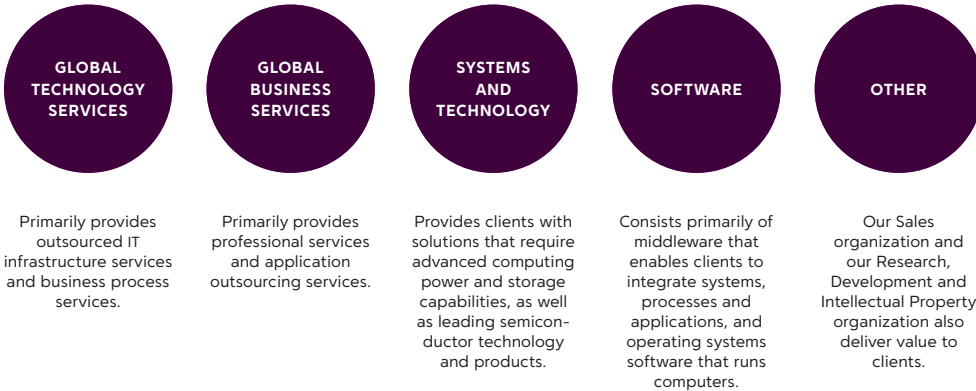 GLOBAL
TECHNOLOGY
SERVICES
Primarily provides
outsourced IT
infrastructure services
and business process
services.
GLOBAL
BUSINESS
SERVICES
Primarily provides
professional services
and application
outsourcing services.
SYSTEMS
AND
TECHNOLOGY
Provides clients with
solutions that require
advanced computing
power and storage
capabilities, as well
as leading semicon-
ductor technology
and products.
SOFTWARE
Consists primarily of
middleware that
enables clients to
integrate systems,
processes and
applications, and
operating systems
software that runs
computers.
OTHER
Our Sales
organization and
our Research,
Development and
Intellectual Property
organization also
deliver value to
clients.